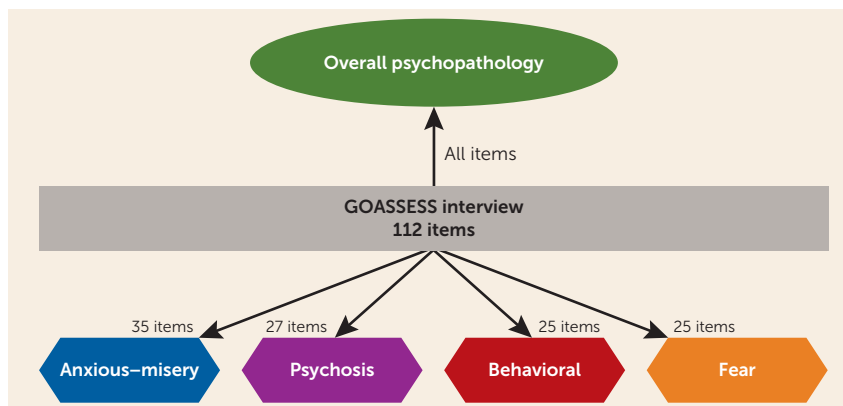 Overall psychopathology
All items
GOASSESS interview
112 items
35 items
27 items
25 items
25 items
Anxious–misery
Psychosis
Behavioral
Fear